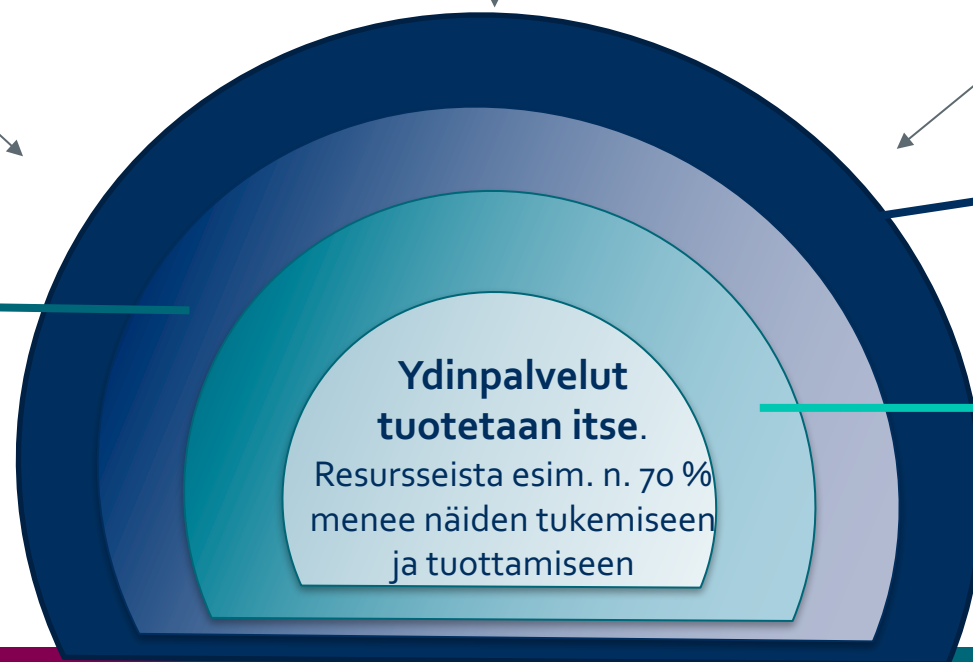 Ydinpalvelut
tuotetaan itse.
Resursseista esim. n. 70 %
menee näiden tukemiseen
ja tuottamiseen